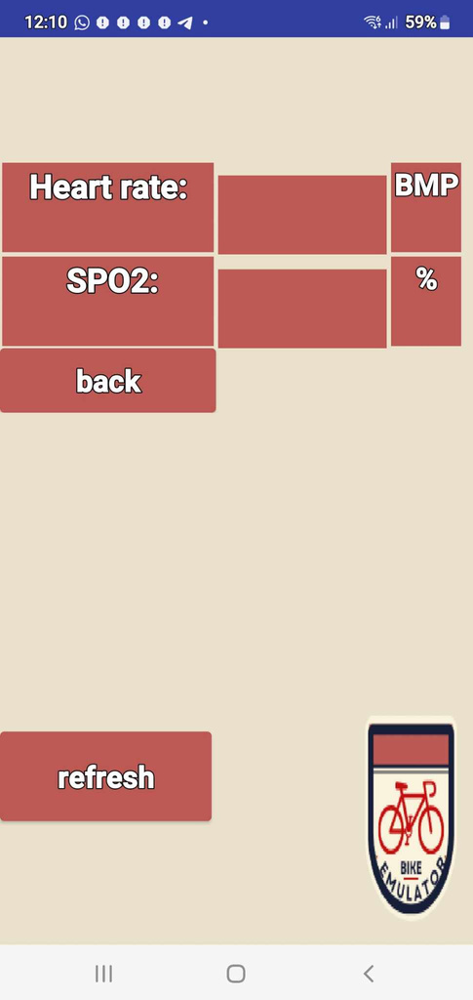 12:10
59%
Heart rate:
BMP
SPO2:
%
back
refresh
BIKE
EMULATOR